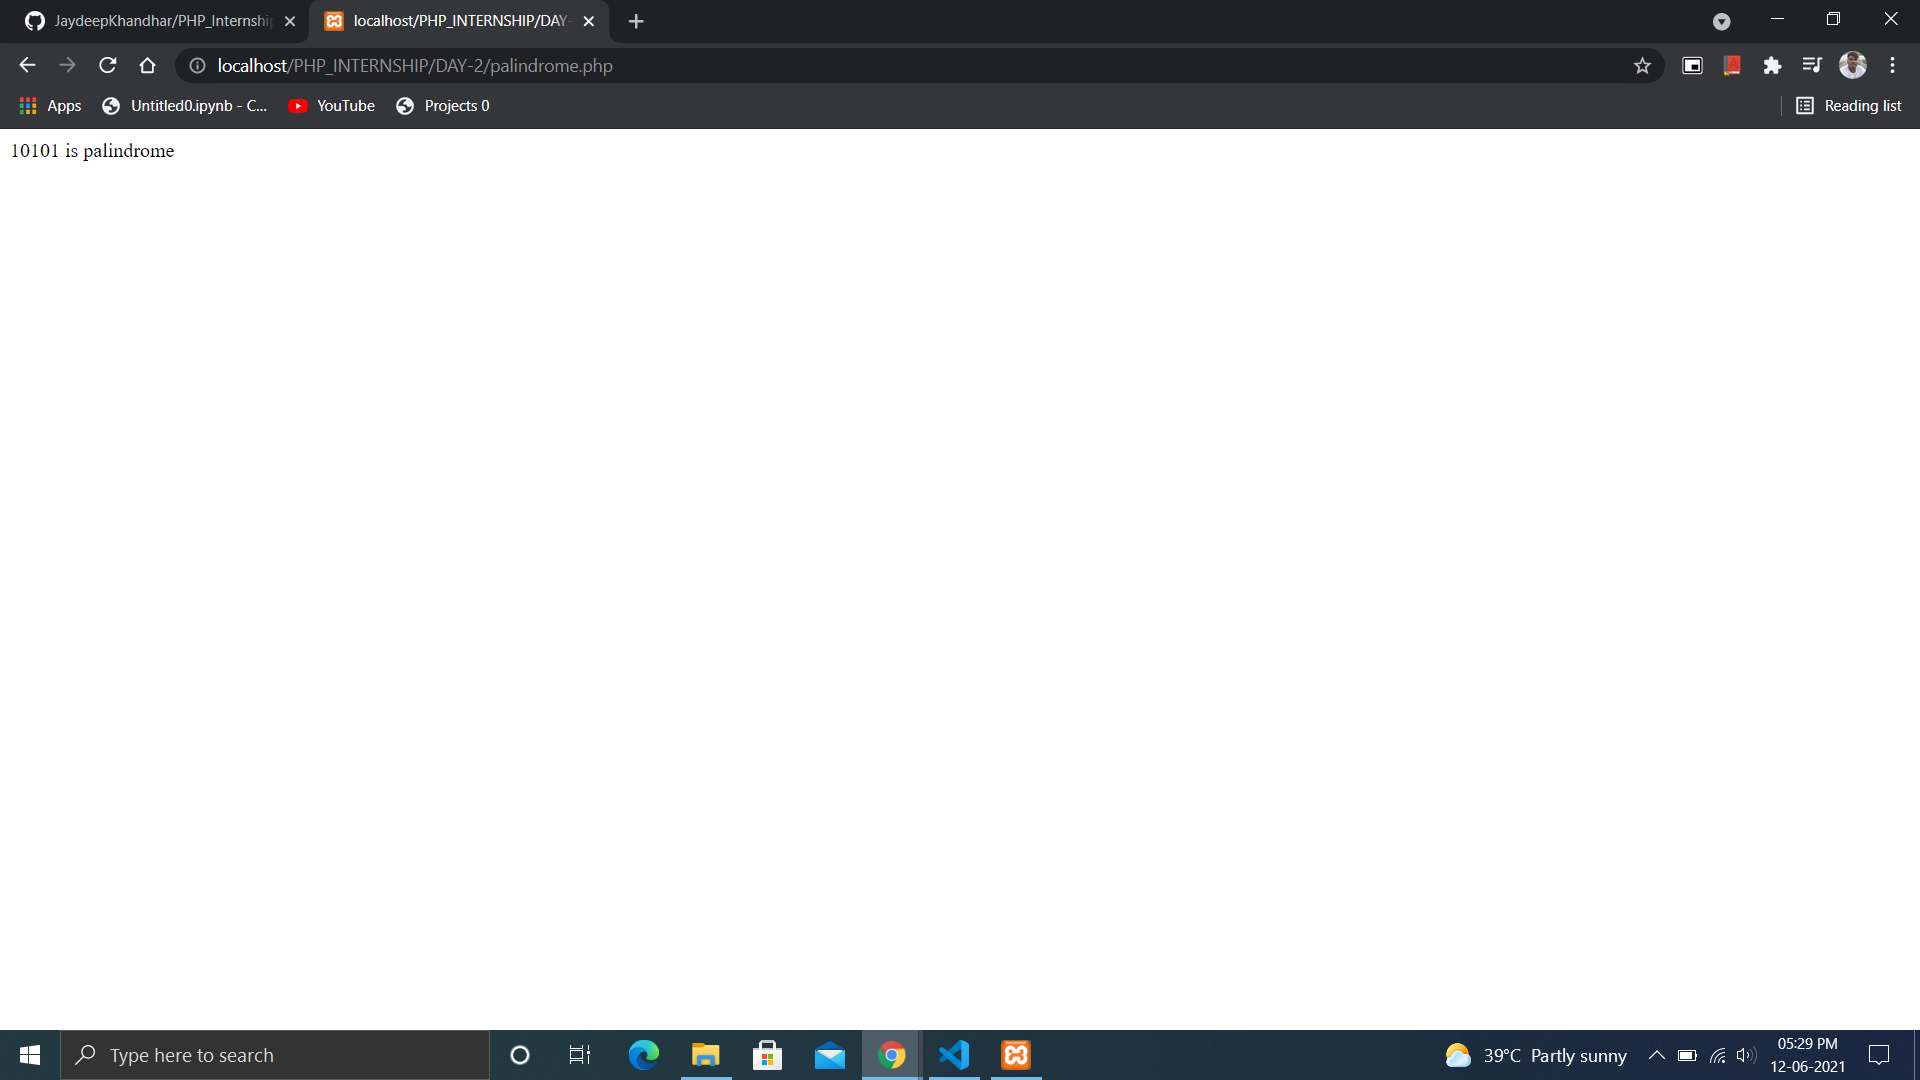 JaydeepKhandhar/PHP_Internship
localhost/PHP_INTERNSHIP/DAY-
localhost/PHP_INTERNSHIP/DAY-2/palindrome.php
Apps
Untitled0.ipynb - C...
YouTube
Projects 0
Reading list
10101 is palindrome
Type here to search
39°C Partly sunny
05:29 PM
12-06-2021